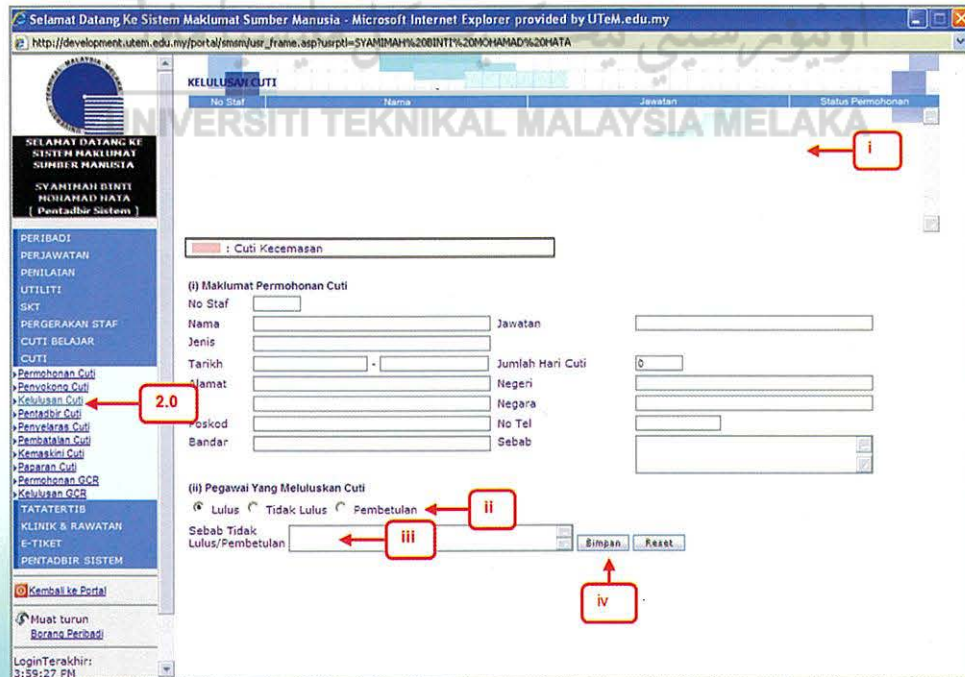 Selamat Datang Ke Sistem Maklumat Sumber Manusia - Microsoft Internet Explorer provided by UTeM.edu.my
http://development.utem.edu.my/portal/smsm/usr_frame.asp?usrptl=SYAMIMAH%20BINTI%20MOHAMAD%20HATA
UNIVERSITI TEKNIKAL MALAYSIA MELAKA
SELAMAT DATANG KE
SISTEM MAKLUMAT
SUMBER MANUSIA
SYAMIMAH BINTI
MOHAMAD HATA
[ Pentadbir Sistem ]
PERIBADI
PERJAWATAN
PENILAIAN
UTILITI
SKT
PERGERAKAN STAF
CUTI BELAJAR
CUTI
Permohonan Cuti
Penyokong Cuti
Kelulusan Cuti
2.0
Pentadbir Cuti
Penyelaras Cuti
Pembatalan Cuti
Kemaskini Cuti
Paparan Cuti
Permohonan GCR
Kelulusan GCR
TATATERTIB
KLINIK & RAWATAN
E-TIKET
PENTADBIR SISTEM
Kembali ke Portal
Muat turun
Borang Peribadi
LoginTerakhir:
3:59:27 PM
KELULUSAN CUTI
No Staf Nama Jawatan Status Permohonan
i
: Cuti Kecemasan
(i) Maklumat Permohonan Cuti
No Staf
Nama Jawatan
Jenis
Tarikh - Jumlah Hari Cuti 0
Alamat Negeri
Negara
Poskod No Tel
Bandar Sebab
(ii) Pegawai Yang Meluluskan Cuti
Lulus Tidak Lulus Pembetulan ii
Sebab Tidak
Lulus/Pembetulan iii Simpan Reset
iv